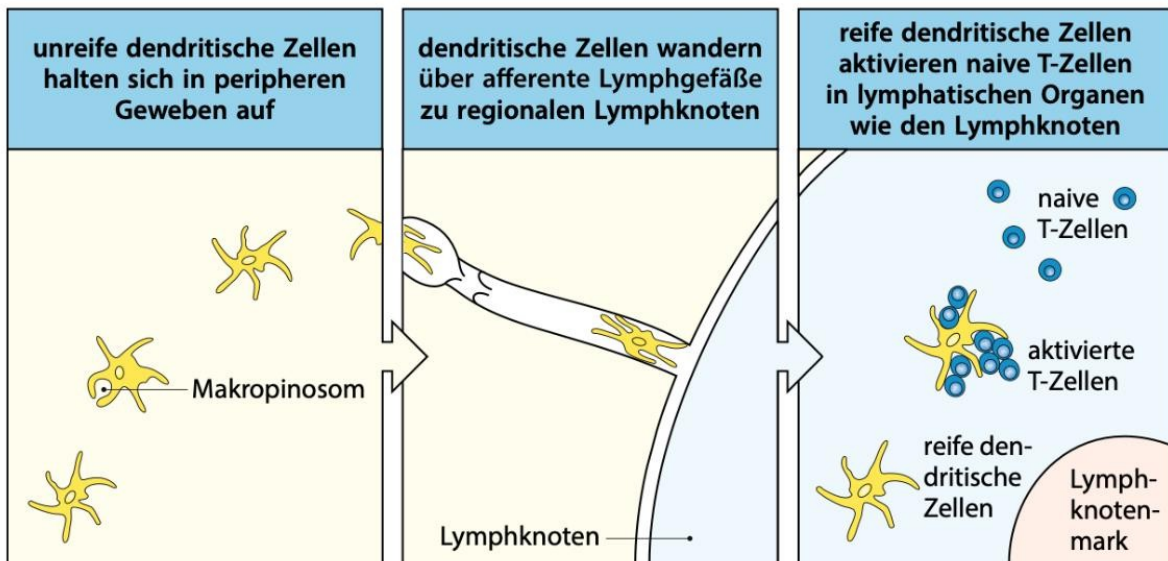 unreife dendritische Zellen
halten sich in peripheren
Geweben auf
Makropinosom
dendritische Zellen wandern
über afferente Lymphgefäße
zu regionalen Lymphknoten
Lymphknoten
reife dendritische Zellen
aktivieren naive T-Zellen
in lymphatischen Organen
wie den Lymphknoten
naive
T-Zellen
aktivierte
T-Zellen
reife den-
dritische
Zellen
Lymph-
knoten-
mark